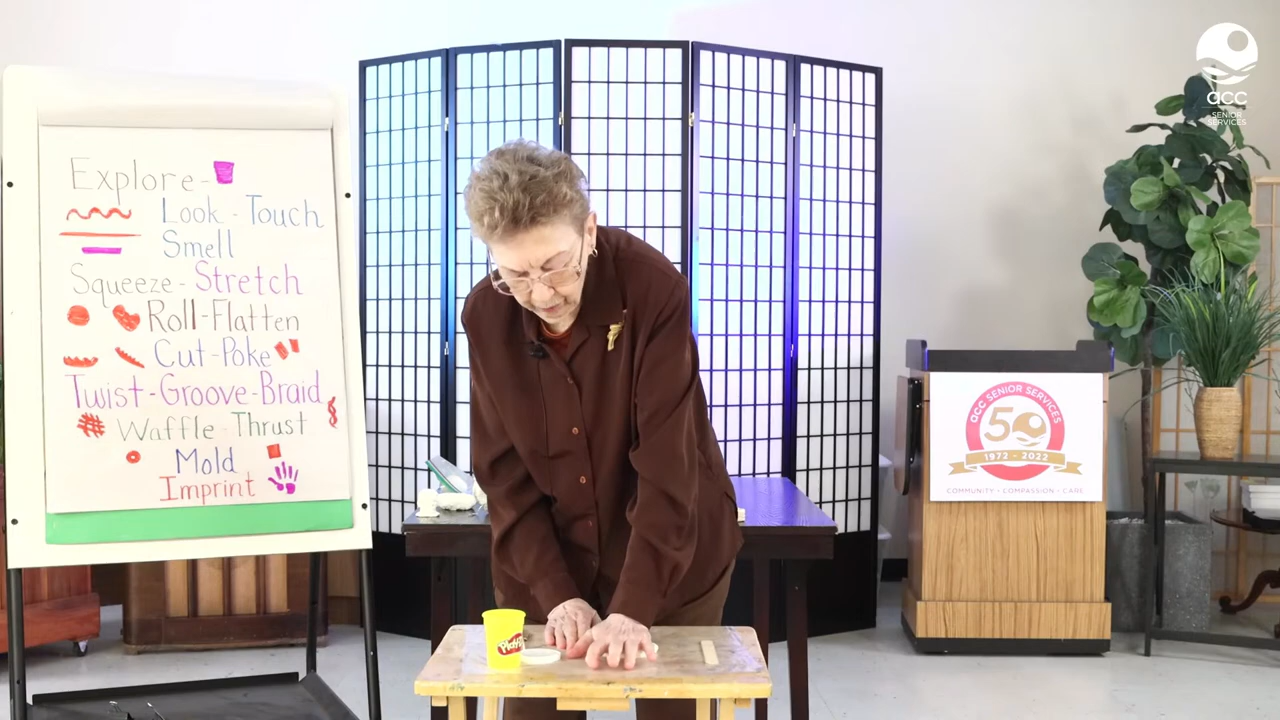 Explore-
Look - Touch
Smell
Squeeze - Stretch
Roll-Flatten
Cut-Poke
Twist-Groove-Braid
Waffle Thrust
Mold
Imprint
Play-
acc
SENIOR
SERVICES
ACC SENIOR SERVICES
50
1972 - 2022
COMMUNITY • COMPASSION • CARE